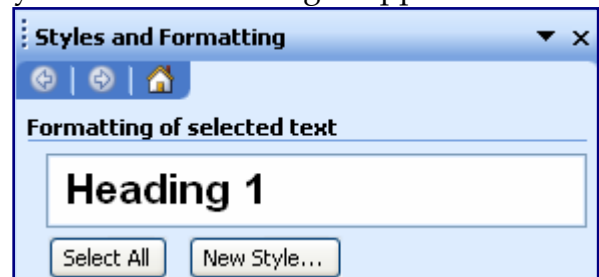 Styles and Formatting
Formatting of selected text
Heading 1
Select All New Style...